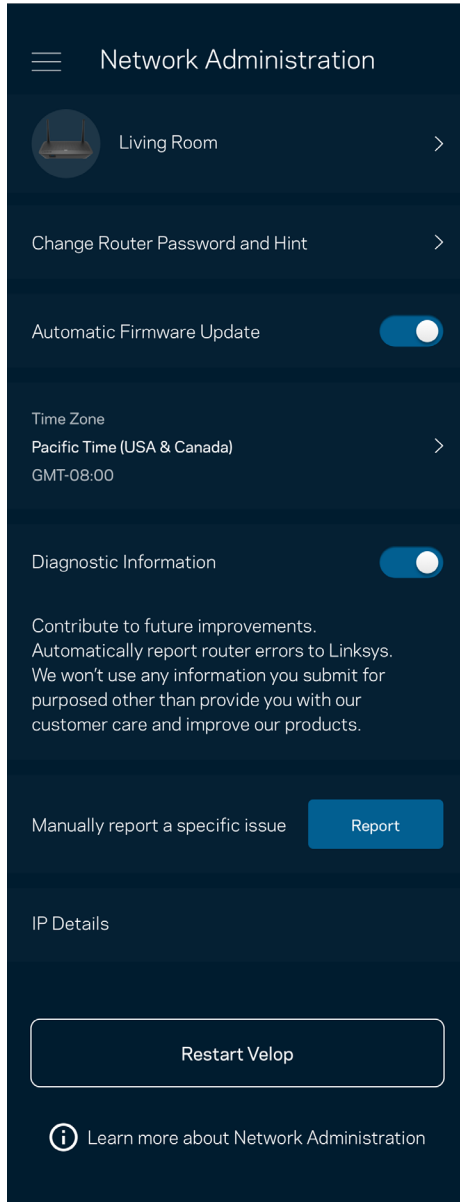 Network Administration
Living Room
Change Router Password and Hint
Automatic Firmware Update
Time Zone
Pacific Time (USA & Canada)
GMT-08:00
Diagnostic Information
Contribute to future improvements.
Automatically report router errors to Linksys.
We won't use any information you submit for
purposed other than provide you with our
customer care and improve our products.
Manually report a specific issue
Report
IP Details
Restart Velop
Learn more about Network Administration